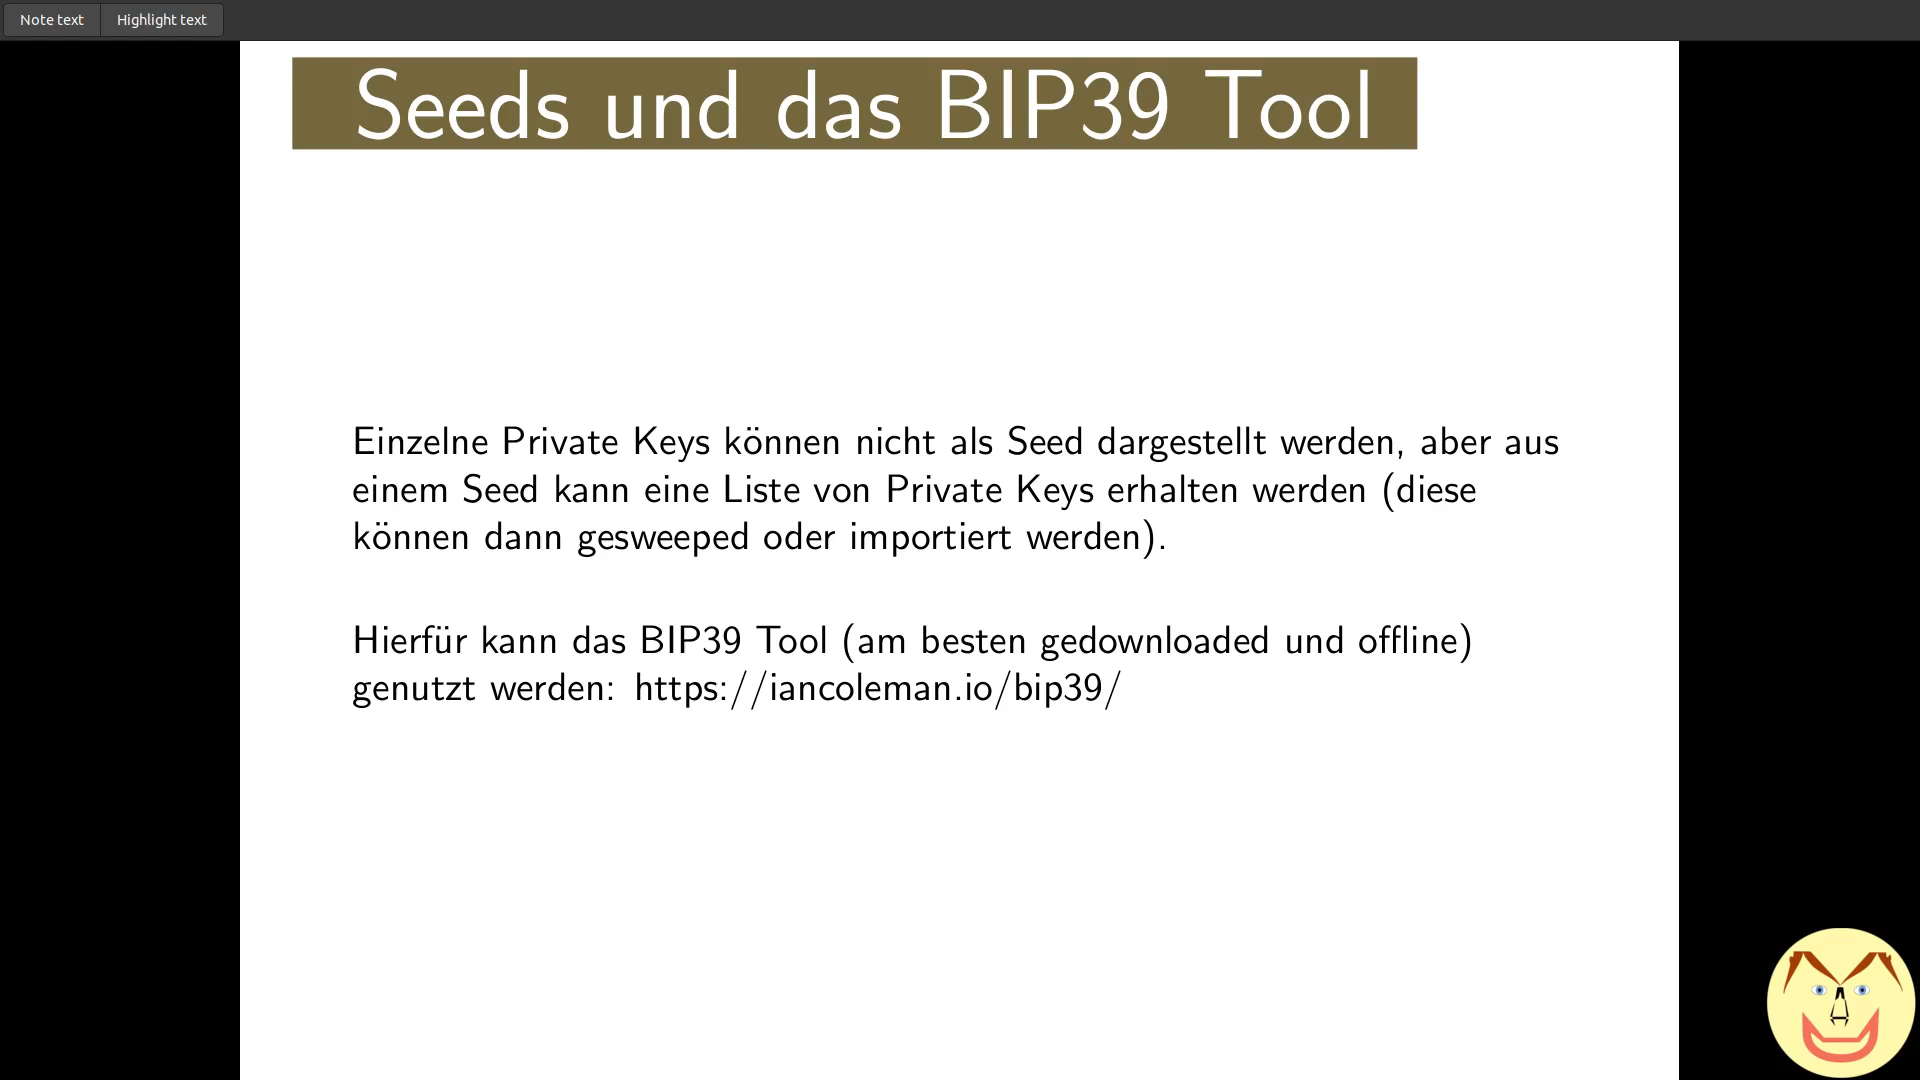 Note text
Highlight text
Seeds und das BIP39 Tool
Einzelne Private Keys können nicht als Seed dargestellt werden, aber aus
einem Seed kann eine Liste von Private Keys erhalten werden (diese
können dann gesweeped oder importiert werden).
Hierfür kann das BIP39 Tool (am besten gedownloaded und offline)
genutzt werden: https://iancoleman.io/bip39/